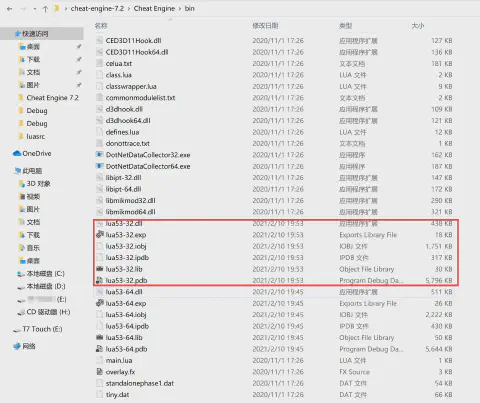 cheat-engine-7.2 › Cheat Engine › bin
名称 修改日期 类型 大小
快速访问
桌面
下载
文档
图片
Cheat Engine 7.2
Debug
Debug
luasrc
OneDrive
此电脑
3D 对象
视频
图片
文档
下载
音乐
桌面
本地磁盘 (C:)
本地磁盘 (D:)
(E:)
CD 驱动器 (I:)
T7 Touch (E:)
网络
CED3D11Hook.dll 2020/11/1 17:26 应用程序扩展 127 KB
CED3D11Hook64.dll 2020/11/1 17:26 应用程序扩展 136 KB
celua.txt 2020/11/1 17:26 文本文档 181 KB
class.lua 2020/11/1 17:26 LUA 文件 2 KB
classwrapper.lua 2020/11/1 17:26 LUA 文件 9 KB
commonmodulelist.txt 2020/11/1 17:26 文本文档 2 KB
d3dhook.dll 2020/11/1 17:26 应用程序扩展 109 KB
d3dhook64.dll 2020/11/1 17:26 应用程序扩展 121 KB
defines.lua 2020/11/1 17:26 LUA 文件 12 KB
donottrace.txt 2020/11/1 17:26 文本文档 1 KB
DotNetDataCollector32.exe 2020/11/1 17:26 应用程序 162 KB
DotNetDataCollector64.exe 2020/11/1 17:26 应用程序 187 KB
libipt-32.dll 2020/11/1 17:26 应用程序扩展 131 KB
libipt-64.dll 2020/11/1 17:26 应用程序扩展 172 KB
libmikmod32.dll 2020/11/1 17:26 应用程序扩展 290 KB
libmikmod64.dll 2020/11/1 17:26 应用程序扩展 321 KB
lua53-32.dll 2021/2/10 19:53 应用程序扩展 438 KB
lua53-32.exp 2021/2/10 19:53 Exports Library File 18 KB
lua53-32.iobj 2021/2/10 19:53 IOBJ 文件 1,751 KB
lua53-32.ipdb 2021/2/10 19:53 IPDB 文件 317 KB
lua53-32.lib 2021/2/10 19:53 Object File Library 30 KB
lua53-32.pdb 2021/2/10 19:53 Program Debug Da... 5,796 KB
lua53-64.dll 2021/2/10 19:45 应用程序扩展 511 KB
lua53-64.exp 2021/2/10 19:45 Exports Library File 26 KB
lua53-64.iobj 2021/2/10 19:45 IOBJ 文件 2,222 KB
lua53-64.ipdb 2021/2/10 19:45 IPDB 文件 430 KB
lua53-64.lib 2021/2/10 19:45 Object File Library 50 KB
lua53-64.pdb 2021/2/10 19:45 Program Debug Da... 5,644 KB
main.lua 2020/11/1 17:26 LUA 文件 1 KB
overlay.fx 2020/11/1 17:26 FX Source 3 KB
standalonephase1.dat 2020/11/1 17:26 DAT 文件 54 KB
tiny.dat 2020/11/1 17:26 DAT 文件 66 KB